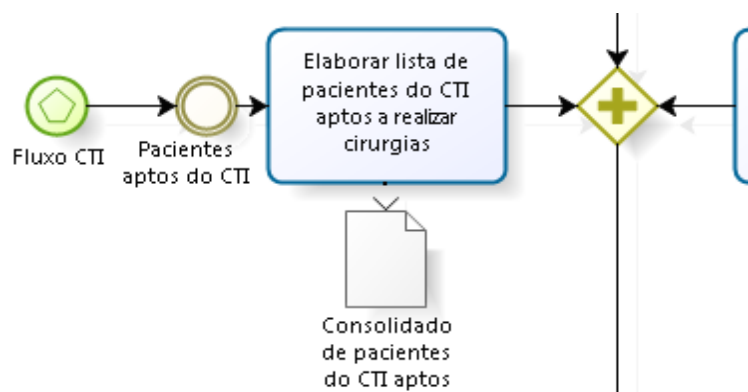 Fluxo CTI
Pacientes
aptos do CTI
Elaborar lista de
pacientes do CTI
aptos a realizar
cirurgias
Consolidado
de pacientes
do CTI aptos